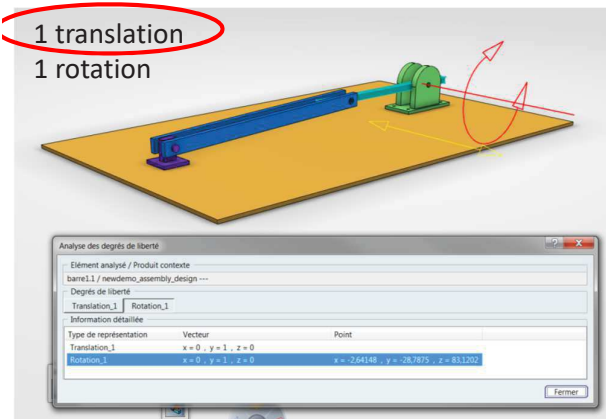 1 translation
1 rotation
Analyse des degrés de liberté
Elément analysé / Produit contexte
barre1.1 / newdemo_assembly_design ---
Degrés de liberté
Translation_1 Rotation_1
Information détaillée
Type de représentation Vecteur Point
Translation_1 x = 0 , y = 1 , z = 0
Rotation_1 x = 0 , y = 1 , z = 0 x = -2,64148 , y = -28,7875 , z = 83,1202
Fermer